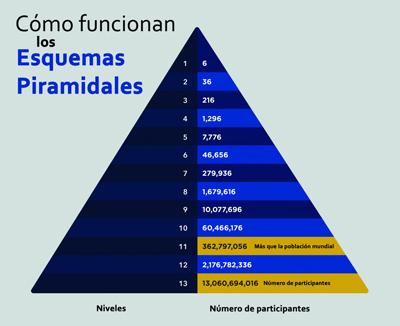 Cómo funcionan
los
Esquemas
Piramidales
1 6
2 36
3 216
4 1,296
5 7,776
6 46,656
7 279,936
8 1,679,616
9 10,077,696
10 60,466,176
11 362,797,056 Más que la población mundial
12 2,176,782,336
13 13,060,694,016 Número de participantes
Niveles Número de participantes